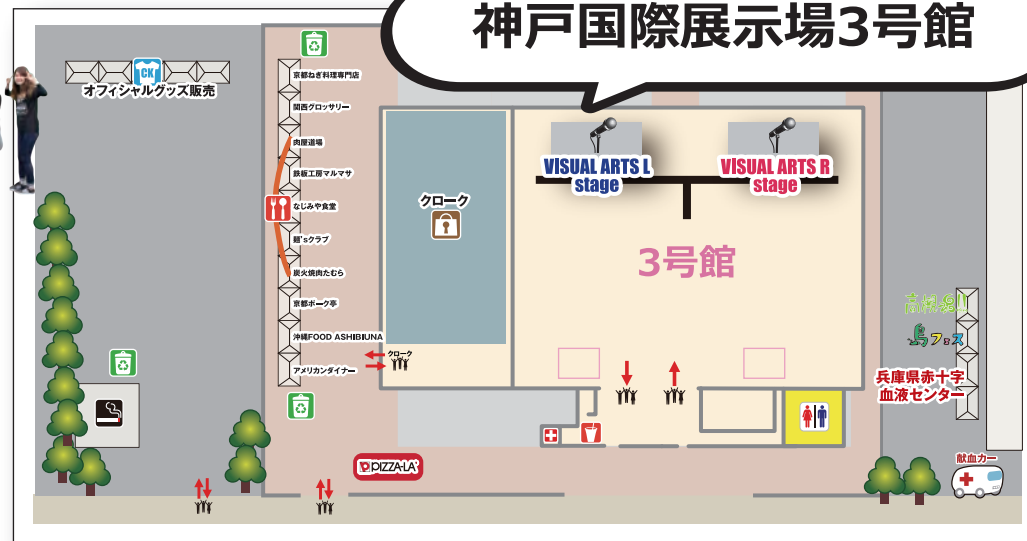 神戸国際展示場3号館
CK
オフィシャルグッズ販売
京都ねぎ料理専門店
関西グロッサリー
肉屋道場
鉄板工房マルマサ
なじみや食堂
麺'sクラブ
炭火焼肉たむら
京都ポーク亭
沖縄FOOD ASHIBIUNA
アメリカンダイナー
クローク
クローク
VISUAL ARTS L
stage
VISUAL ARTS R
stage
3号館
島フェス
兵庫県赤十字
血液センター
献血カー
PIZZA-LA